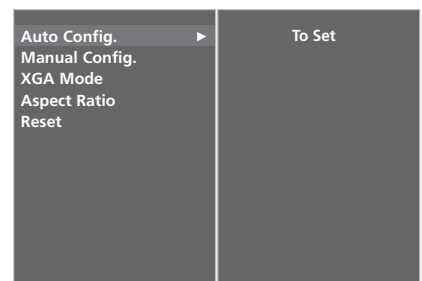 Auto Config. ► To Set
Manual Config.
XGA Mode
Aspect Ratio
Reset